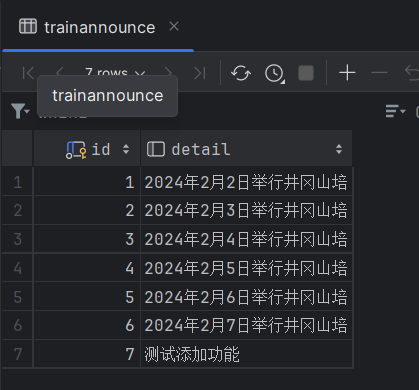 trainannounce
7 rows
trainannounce
id detail
1 1 2024年2月2日举行井冈山培
2 2 2024年2月3日举行井冈山培
3 3 2024年2月4日举行井冈山培
4 4 2024年2月5日举行井冈山培
5 5 2024年2月6日举行井冈山培
6 6 2024年2月7日举行井冈山培
7 7 测试添加功能